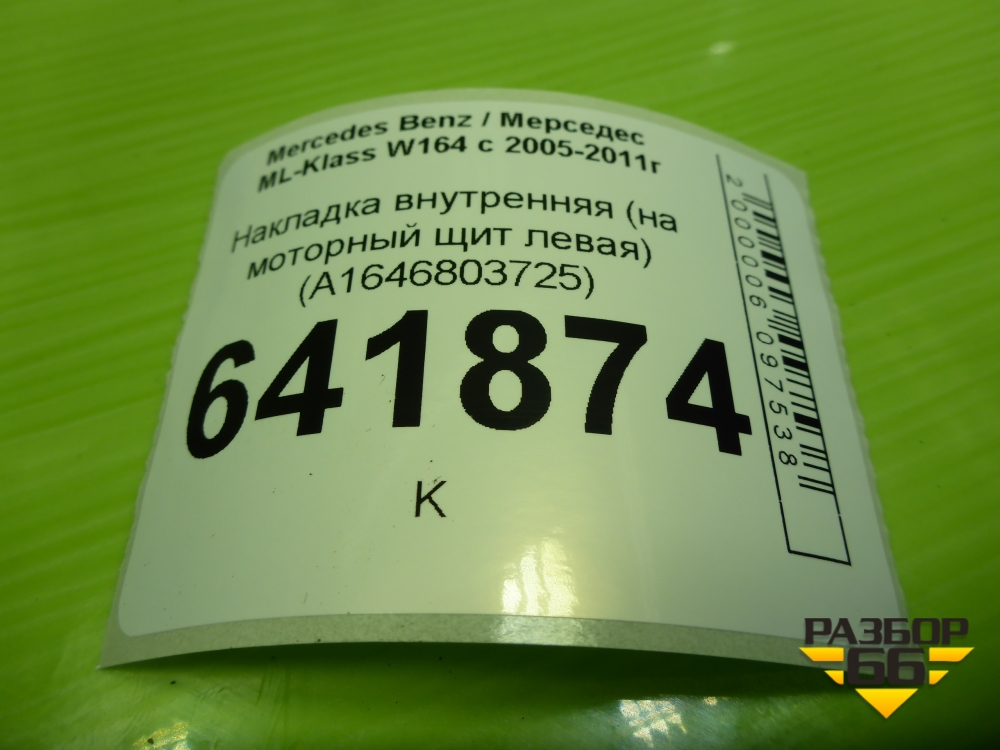 Mercedes Benz / Мерседес
ML-Klass W164 с 2005-2011г
Накладка внутренняя (на
моторный щит левая)
(A1646803725)
641874
К
2000006097538
РАЗБОР
66